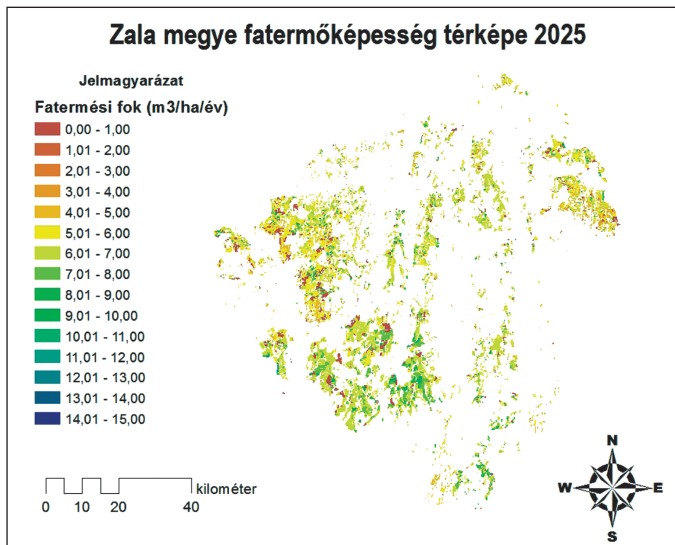 Zala megye fatermőképesség térképe 2025
Jelmagyarázat
Fatermési fok (m3/ha/év)
0,00 - 1,00
1,01 - 2,00
2,01 - 3,00
3,01 - 4,00
4,01 - 5,00
5,01 - 6,00
6,01 - 7,00
7,01 - 8,00
8,01 - 9,00
9,01 - 10,00
10,01 - 11,00
11,01 - 12,00
12,01 - 13,00
13,01 - 14,00
14,01 - 15,00
kilométer
0 10 20 40
N
W E
S